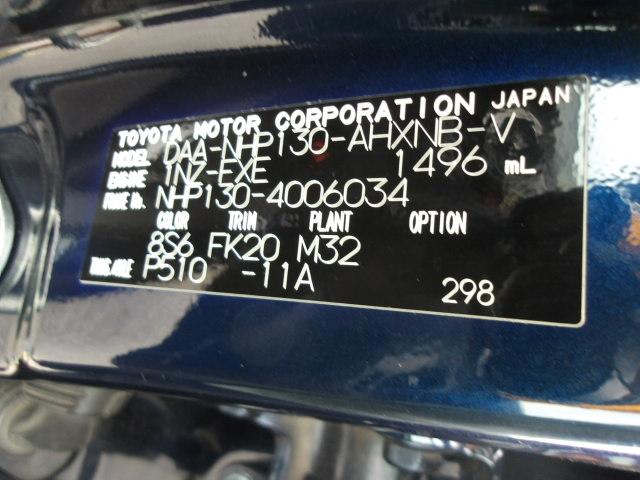 TOYOTA MOTOR CORPORATION JAPAN
MODEL DAA-NHP130-AHXNB-V
ENGINE 1NZ-EXE 1496 mL
FRAME No. NHP130-4006034
COLOR TRIM PLANT OPTION
8S6 FK20 M32
TRANS./AXLE P510 -11A
298